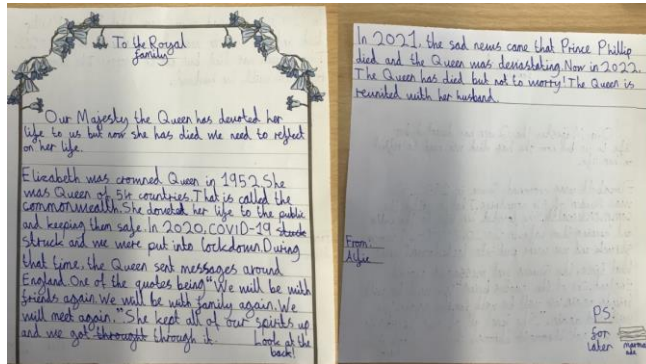 To the Royal
family
Our Majesty the Queen has devoted her
life to us but now she has died we need to reflect
on her life.
Elizabeth was crowned Queen in 1952. She
was Queen of 54 countries. That is called the
commonwealth. She devoted her life to the public
and keeping them safe. In 2020, COVID-19
struck and we were put into lockdown. During
that time, the Queen sent messages around
England. One of the quotes being "We will be with
friends again. We will be with family again. We
will meet again." She kept all of our spirits up
and we got through it. Look at the
back!
In 2021, the sad news came that Prince Phillip
died and the Queen was devastating. Now in 2022.
The Queen has died but not to worry! The Queen is
reunited with her husband.
From:
Alfie
PS:
for
later